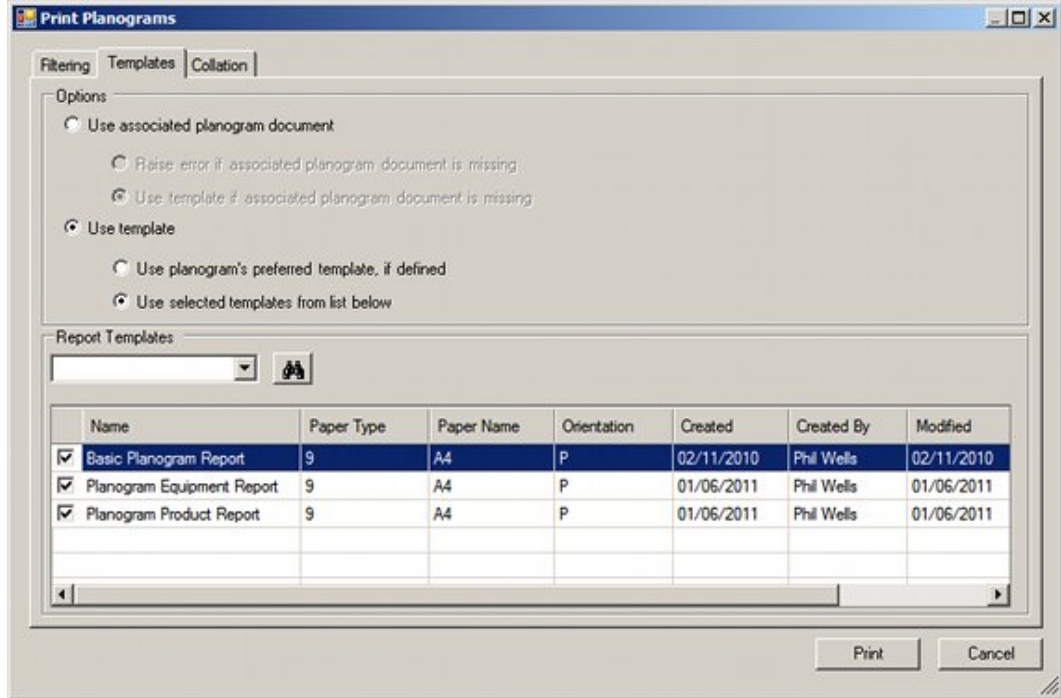 Print Planograms
Filtering Templates Collation
Options
Use associated planogram document
Raise error if associated planogram document is missing
Use template if associated planogram document is missing
Use template
Use planogram's preferred template, if defined
Use selected templates from list below
Report Templates
Name Paper Type Paper Name Orientation Created Created By Modified
Basic Planogram Report 9 A4 P 02/11/2010 Phil Wells 02/11/2010
Planogram Equipment Report 9 A4 P 01/06/2011 Phil Wells 01/06/2011
Planogram Product Report 9 A4 P 01/06/2011 Phil Wells 01/06/2011
Print Cancel